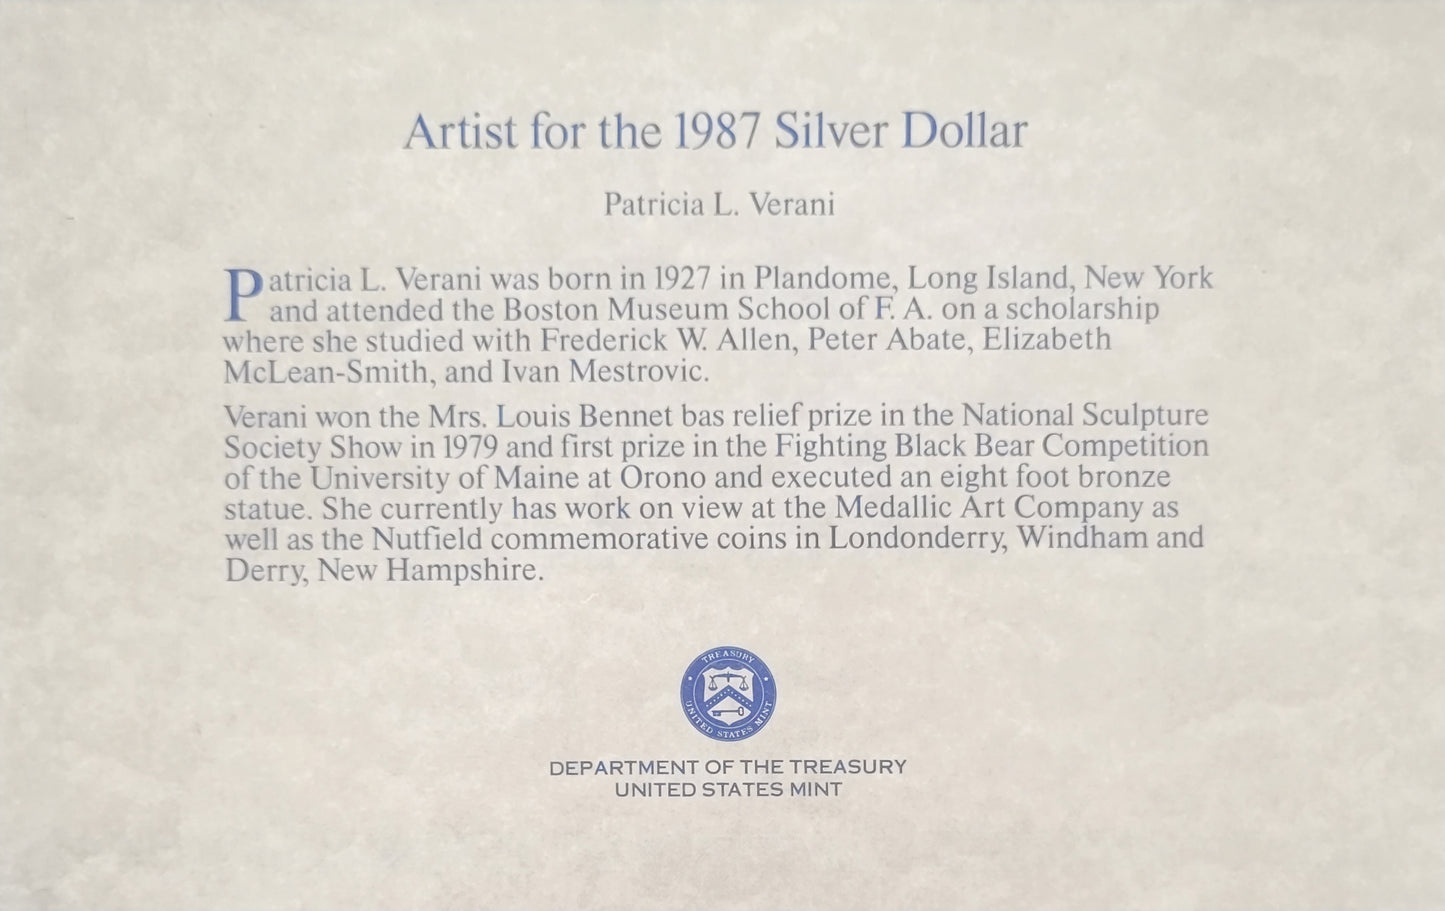 Artist for the 1987 Silver Dollar
Patricia L. Verani
Patricia L. Verani was born in 1927 in Plandome, Long Island, New York
and attended the Boston Museum School of F. A. on a scholarship
where she studied with Frederick W. Allen, Peter Abate, Elizabeth
McLean-Smith, and Ivan Mestrovic.
Verani won the Mrs. Louis Bennet bas relief prize in the National Sculpture
Society Show in 1979 and first prize in the Fighting Black Bear Competition
of the University of Maine at Orono and executed an eight foot bronze
statue. She currently has work on view at the Medallic Art Company as
well as the Nutfield commemorative coins in Londonderry, Windham and
Derry, New Hampshire.
TREASURY
UNITED STATES MINT
DEPARTMENT OF THE TREASURY
UNITED STATES MINT